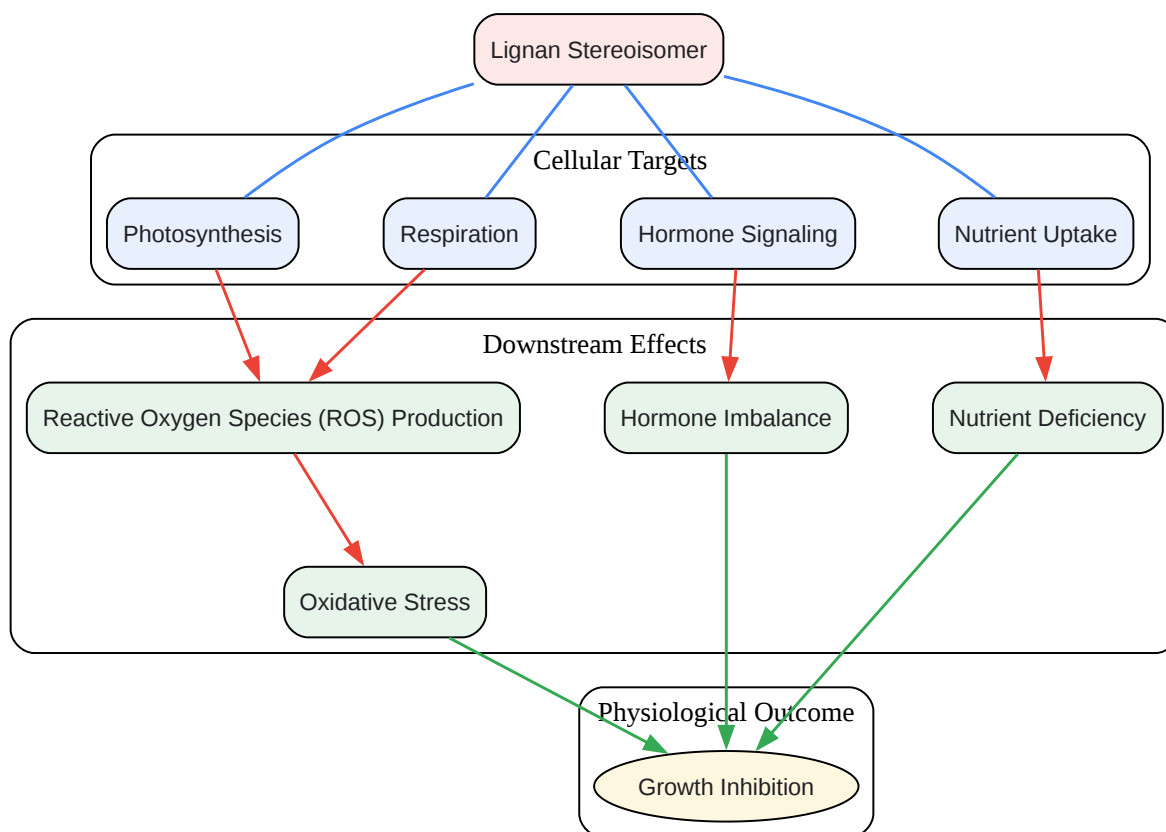 Lignan Stereoisomer
Cellular Targets
Photosynthesis
Respiration
Hormone Signaling
Nutrient Uptake
Downstream Effects
Reactive Oxygen Species (ROS) Production
Hormone Imbalance
Nutrient Deficiency
Oxidative Stress
Physiological Outcome
Growth Inhibition